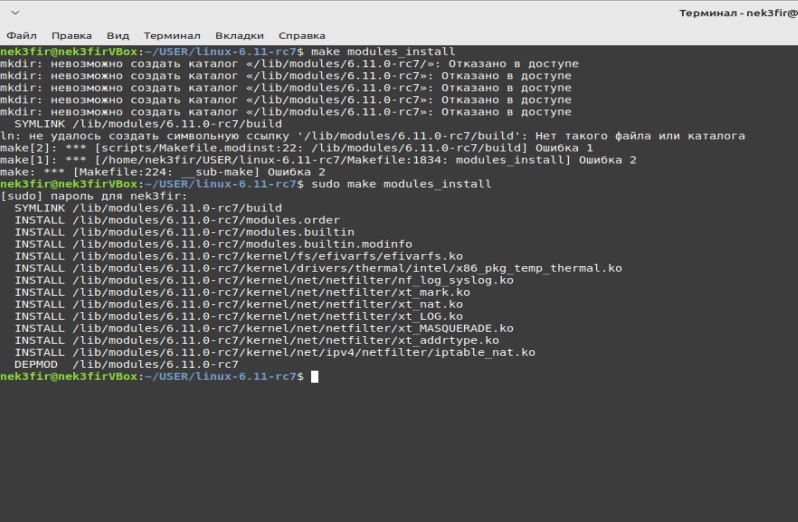 Терминал - nek3fir@
Файл Правка Вид Терминал Вкладки Справка
nek3fir@nek3firVBox:~/USER/linux-6.11-rc7$ make modules_install
mkdir: невозможно создать каталог «/lib/modules/6.11.0-rc7/»: Отказано в доступе
mkdir: невозможно создать каталог «/lib/modules/6.11.0-rc7»: Отказано в доступе
mkdir: невозможно создать каталог «/lib/modules/6.11.0-rc7»: Отказано в доступе
mkdir: невозможно создать каталог «/lib/modules/6.11.0-rc7»: Отказано в доступе
mkdir: невозможно создать каталог «/lib/modules/6.11.0-rc7»: Отказано в доступе
  SYMLINK /lib/modules/6.11.0-rc7/build
ln: не удалось создать символьную ссылку '/lib/modules/6.11.0-rc7/build': Нет такого файла или каталога
make[2]: *** [scripts/Makefile.modinst:22: /lib/modules/6.11.0-rc7/build] Ошибка 1
make[1]: *** [/home/nek3fir/USER/linux-6.11-rc7/Makefile:1834: modules_install] Ошибка 2
make: *** [Makefile:224: __sub-make] Ошибка 2
nek3fir@nek3firVBox:~/USER/linux-6.11-rc7$ sudo make modules_install
[sudo] пароль для nek3fir:
  SYMLINK /lib/modules/6.11.0-rc7/build
  INSTALL /lib/modules/6.11.0-rc7/modules.order
  INSTALL /lib/modules/6.11.0-rc7/modules.builtin
  INSTALL /lib/modules/6.11.0-rc7/modules.builtin.modinfo
  INSTALL /lib/modules/6.11.0-rc7/kernel/fs/efivarfs/efivarfs.ko
  INSTALL /lib/modules/6.11.0-rc7/kernel/drivers/thermal/intel/x86_pkg_temp_thermal.ko
  INSTALL /lib/modules/6.11.0-rc7/kernel/net/netfilter/nf_log_syslog.ko
  INSTALL /lib/modules/6.11.0-rc7/kernel/net/netfilter/xt_mark.ko
  INSTALL /lib/modules/6.11.0-rc7/kernel/net/netfilter/xt_nat.ko
  INSTALL /lib/modules/6.11.0-rc7/kernel/net/netfilter/xt_LOG.ko
  INSTALL /lib/modules/6.11.0-rc7/kernel/net/netfilter/xt_MASQUERADE.ko
  INSTALL /lib/modules/6.11.0-rc7/kernel/net/netfilter/xt_addrtype.ko
  INSTALL /lib/modules/6.11.0-rc7/kernel/net/ipv4/netfilter/iptable_nat.ko
  DEPMOD  /lib/modules/6.11.0-rc7
nek3fir@nek3firVBox:~/USER/linux-6.11-rc7$